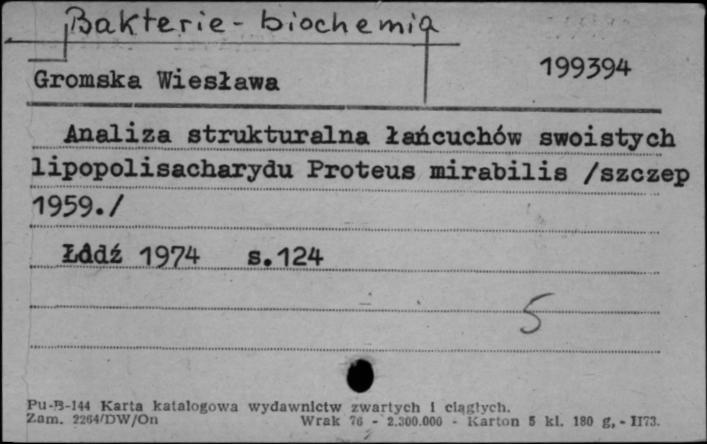 Bakterie - biochemia
199394
Gromska Wiesława
Analiza strukturalna łańcuchów swoistych
lipopolisacharydu Proteus mirabilis /szczep
1959./
Łódź 1974 s.124
5
Pu-B-144 Karta katalogowa wydawnictw zwartych i ciągłych.
Zam. 2264/DW/On Wrak 76 - 2.300.000 - Karton 5 kl. 180 g, - II73.